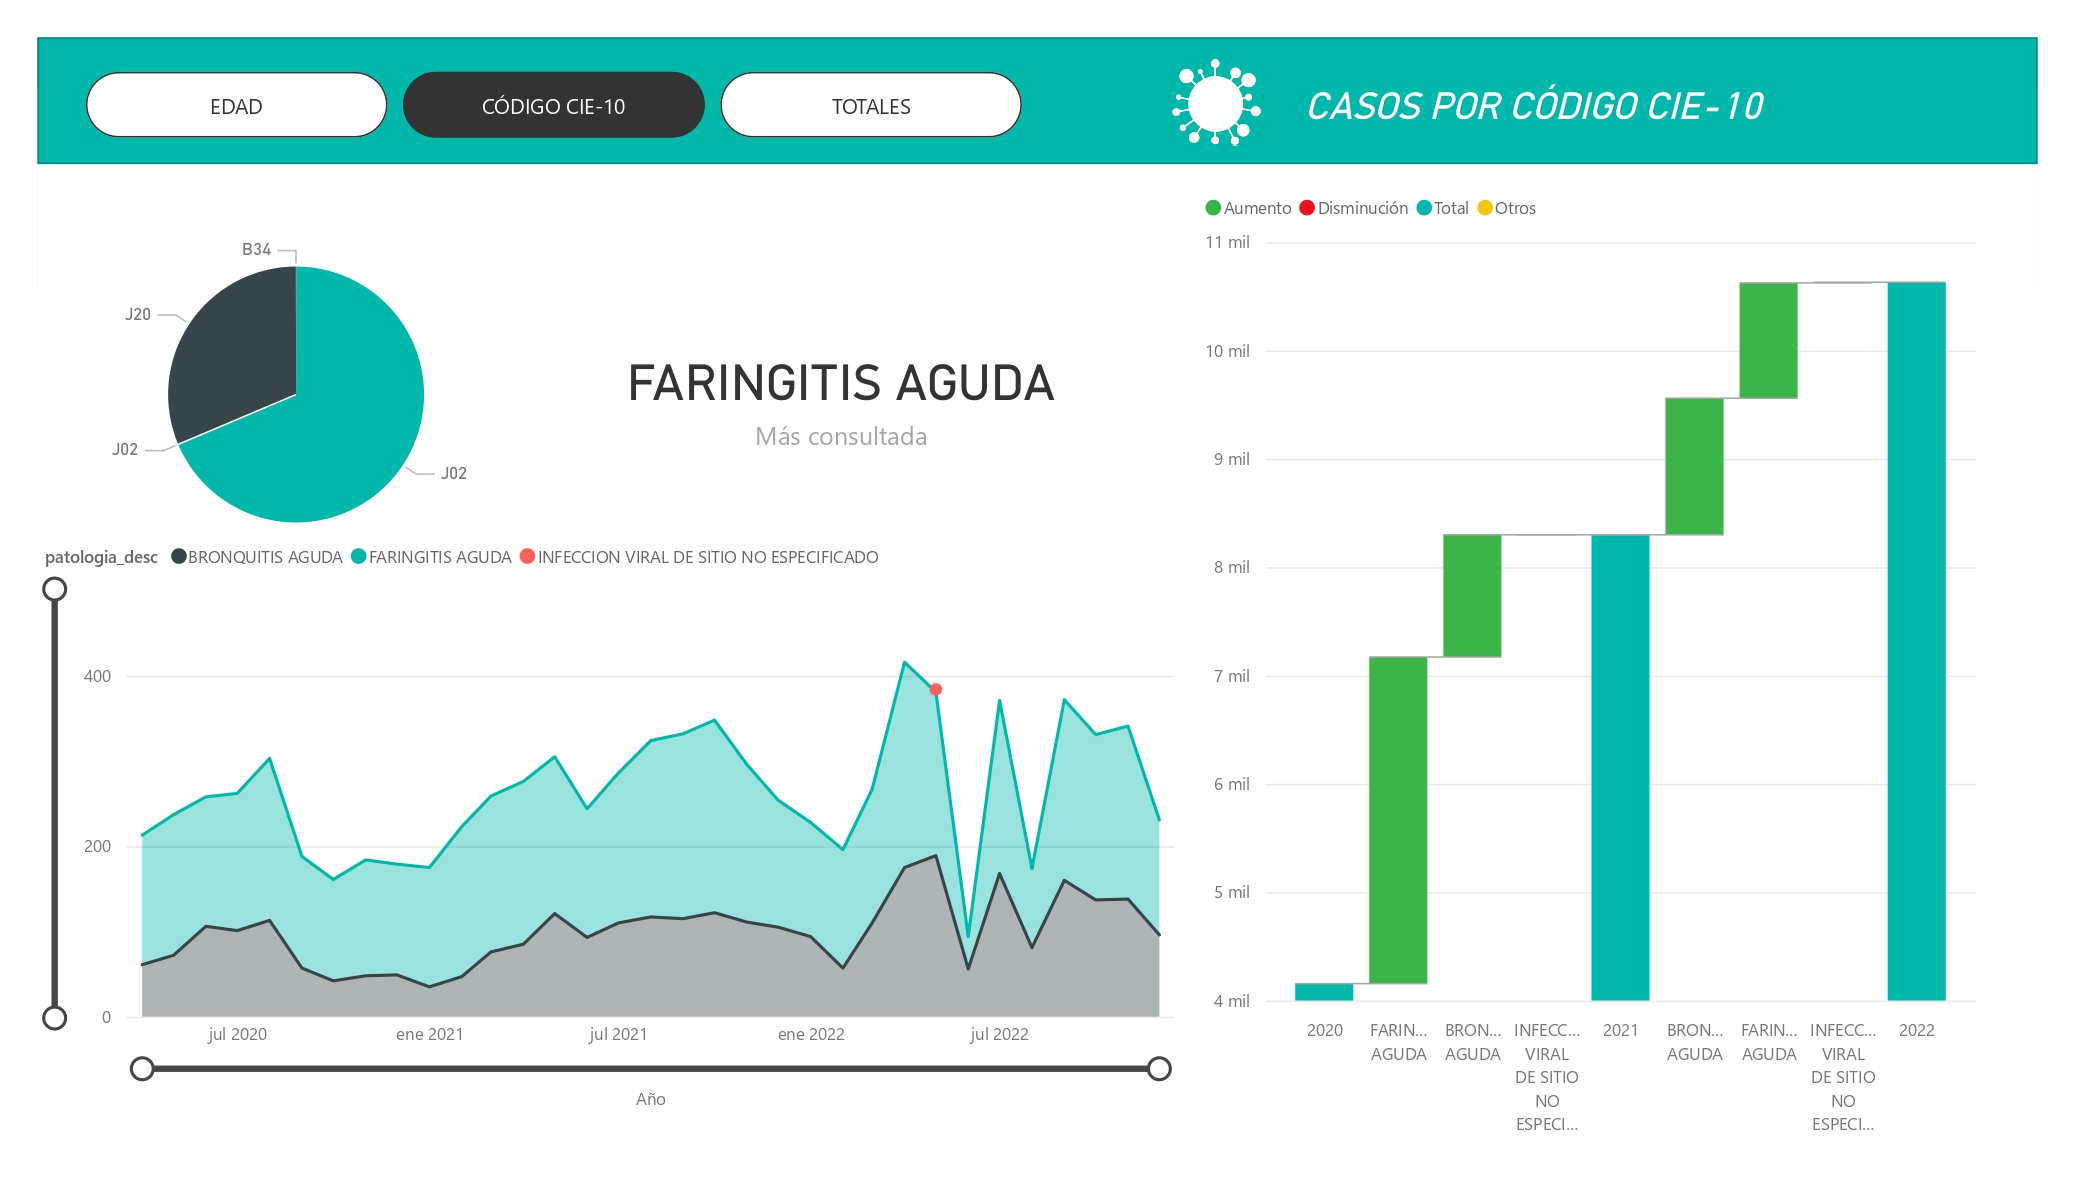 EDAD
CÓDIGO CIE-10
TOTALES
CASOS POR CÓDIGO CIE-10
B34
J20
J02
J02
FARINGITIS AGUDA
Más consultada
patologia_desc BRONQUITIS AGUDA FARINGITIS AGUDA INFECCION VIRAL DE SITIO NO ESPECIFICADO
400
200
0
jul 2020 ene 2021 jul 2021 ene 2022 jul 2022
Año
Aumento Disminución Total Otros
11 mil
10 mil
9 mil
8 mil
7 mil
6 mil
5 mil
4 mil
2020 FARIN... BRON... INFECC... 2021 BRON... FARIN... INFECC... 2022
AGUDA AGUDA VIRAL AGUDA AGUDA VIRAL
DE SITIO DE SITIO
NO NO
ESPECI... ESPECI...